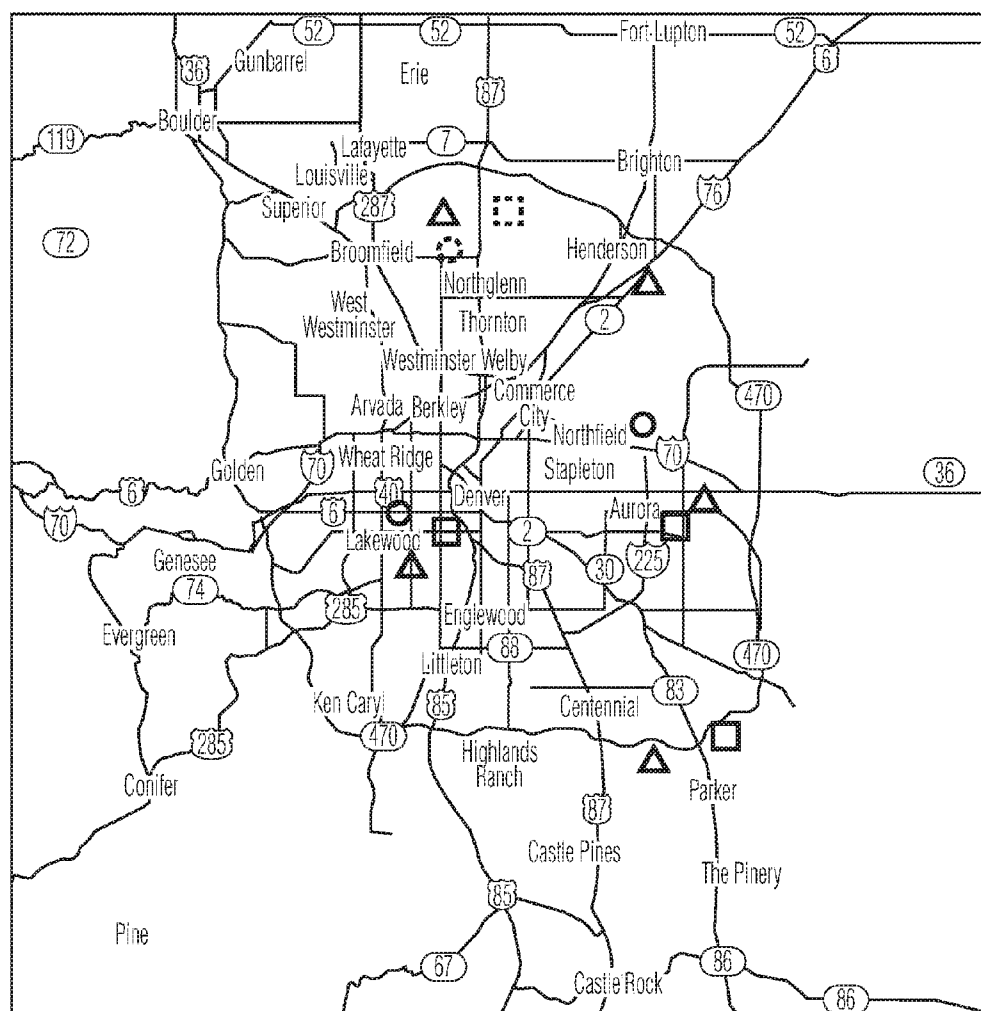 52
52
Fort Lupton
52
Gunbarrel
6
36
Erie
87
Boulder
119
7
Lafayette
Brighton
Louisville
76
287
Superior
72
Broomfield
Henderson
Northglenn
West
Westminster
2
Thornton
Westminster Welby
Commerce
City
470
Arvada
Berkley
Northfield
70
Wheat Ridge
70
Golden
Stapleton
36
6
40
Denver
6
Aurora
70
2
Lakewood
Genesee
225
30
87
74
285
Englewood
Evergreen
88
470
Littleton
83
Ken Caryl
85
Centennial
470
285
Highlands
Ranch
Conifer
Parker
87
Castle Pines
The Pinery
85
Pine
67
86
Castle Rock
86